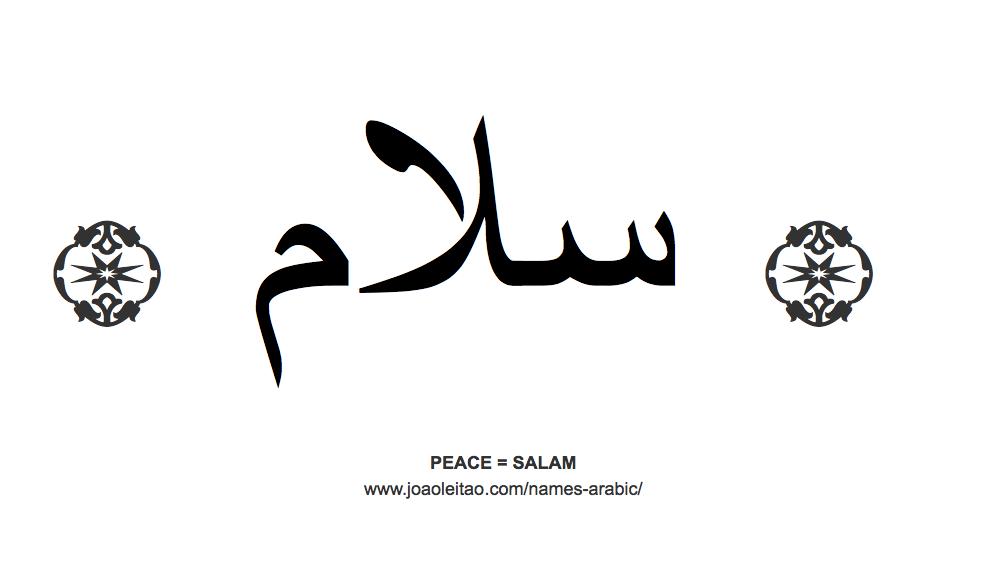 سلام
PEACE = SALAM
www.joaoleitao.com/names-arabic/